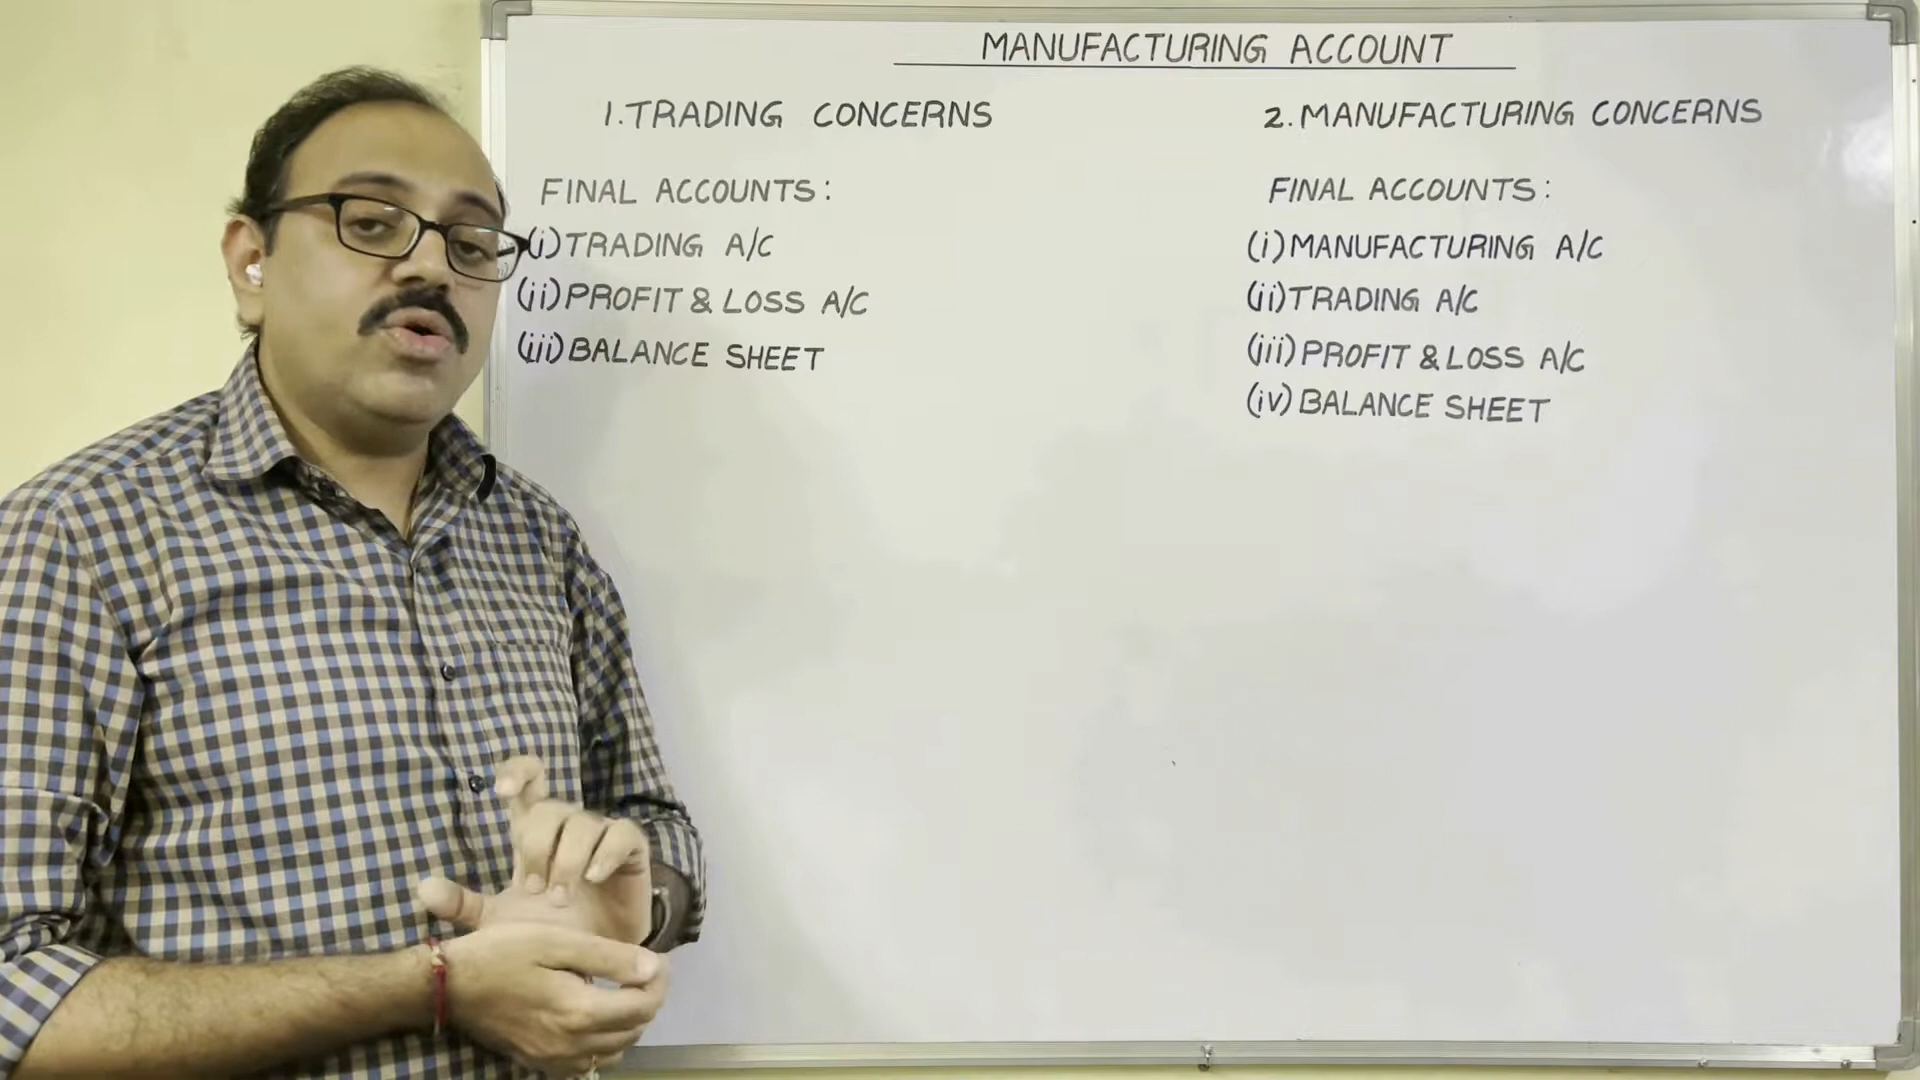 MANUFACTURING ACCOUNT
1. TRADING CONCERNS
FINAL ACCOUNTS:
(i) TRADING A/C
(ii) PROFIT & LOSS A/C
(iii) BALANCE SHEET
2. MANUFACTURING CONCERNS
FINAL ACCOUNTS:
(i) MANUFACTURING A/C
(ii) TRADING A/C
(iii) PROFIT & LOSS A/C
(iv) BALANCE SHEET